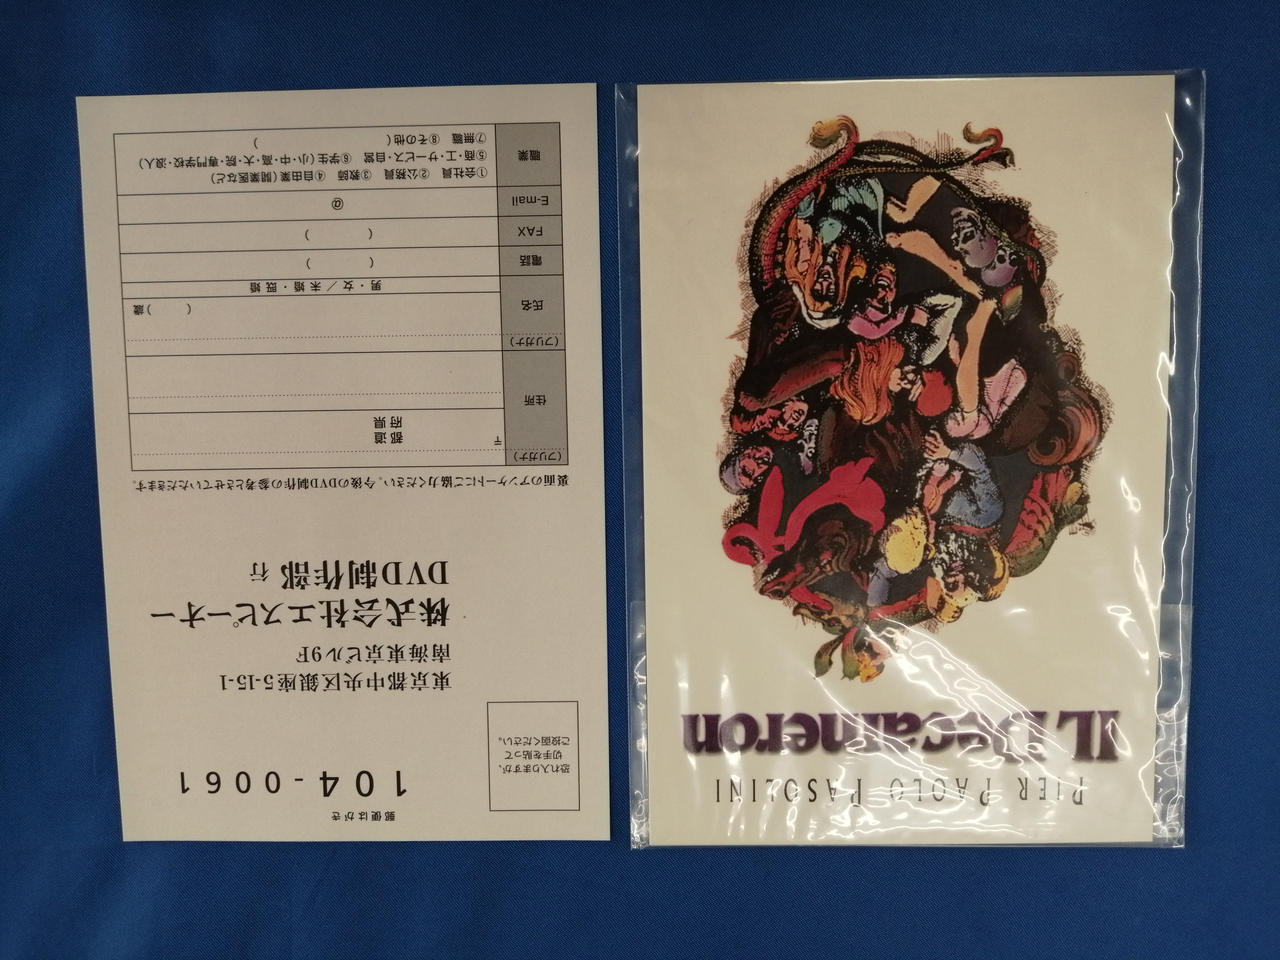 郵便はがき
104-0061
恐れ入りますが、
切手を貼って
ご投函ください。
東京都中央区銀座5-15-1
南海東京ビル9F
株式会社エスピーオー
DVD制作部 行
裏面のアンケートにご協力ください。今後のDVD制作の参考とさせていただきます。
(フリガナ)
住所
〒
都道
府県
(フリガナ)
氏名
( )歳
男・女／未婚・既婚
電話
( )
FAX
( )
E-mail
@
職業
①会社員 ②公務員 ③教師 ④自由業(開業医など)
⑤商・工・サービス・自営 ⑥学生(小・中・高・大・院・専門学校・浪人)
⑦無職 ⑧その他( )
PIER PAOLO PASOLINI
IL Decameron